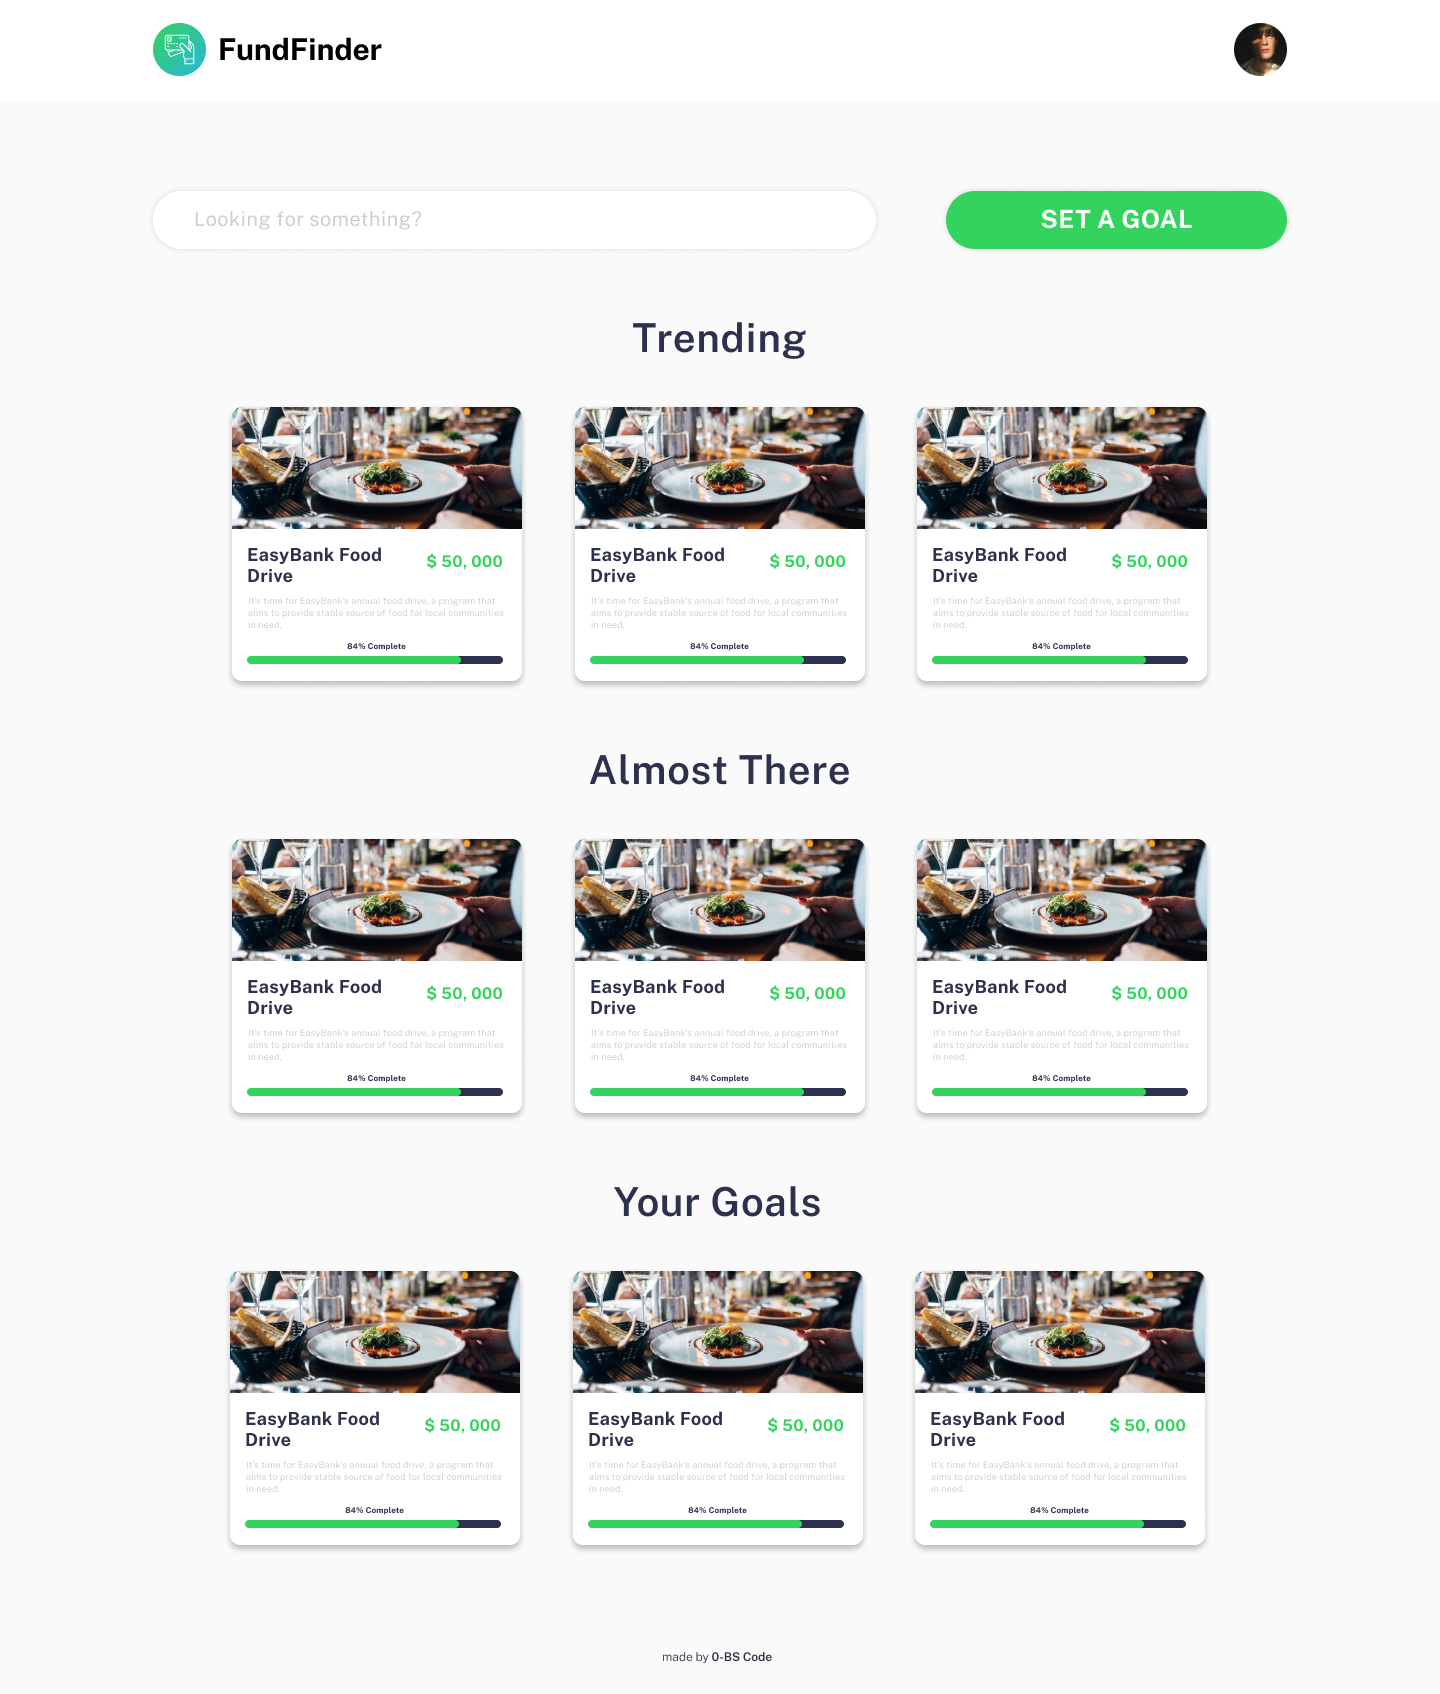 FundFinder
Looking for something?
SET A GOAL
Trending
EasyBank Food
Drive
$ 50, 000
It's time for EasyBank's annual food drive, a program that
aims to provide stable source of food for local communities
in need.
84% Complete
EasyBank Food
Drive
$ 50, 000
It's time for EasyBank's annual food drive, a program that
aims to provide stable source of food for local communities
in need.
84% Complete
EasyBank Food
Drive
$ 50, 000
It's time for EasyBank's annual food drive, a program that
aims to provide stable source of food for local communities
in need.
84% Complete
Almost There
EasyBank Food
Drive
$ 50, 000
It's time for EasyBank's annual food drive, a program that
aims to provide stable source of food for local communities
in need.
84% Complete
EasyBank Food
Drive
$ 50, 000
It's time for EasyBank's annual food drive, a program that
aims to provide stable source of food for local communities
in need.
84% Complete
EasyBank Food
Drive
$ 50, 000
It's time for EasyBank's annual food drive, a program that
aims to provide stable source of food for local communities
in need.
84% Complete
Your Goals
EasyBank Food
Drive
$ 50, 000
It's time for EasyBank's annual food drive, a program that
aims to provide stable source of food for local communities
in need.
84% Complete
EasyBank Food
Drive
$ 50, 000
It's time for EasyBank's annual food drive, a program that
aims to provide stable source of food for local communities
in need.
84% Complete
EasyBank Food
Drive
$ 50, 000
It's time for EasyBank's annual food drive, a program that
aims to provide stable source of food for local communities
in need.
84% Complete
made by 0-BS Code